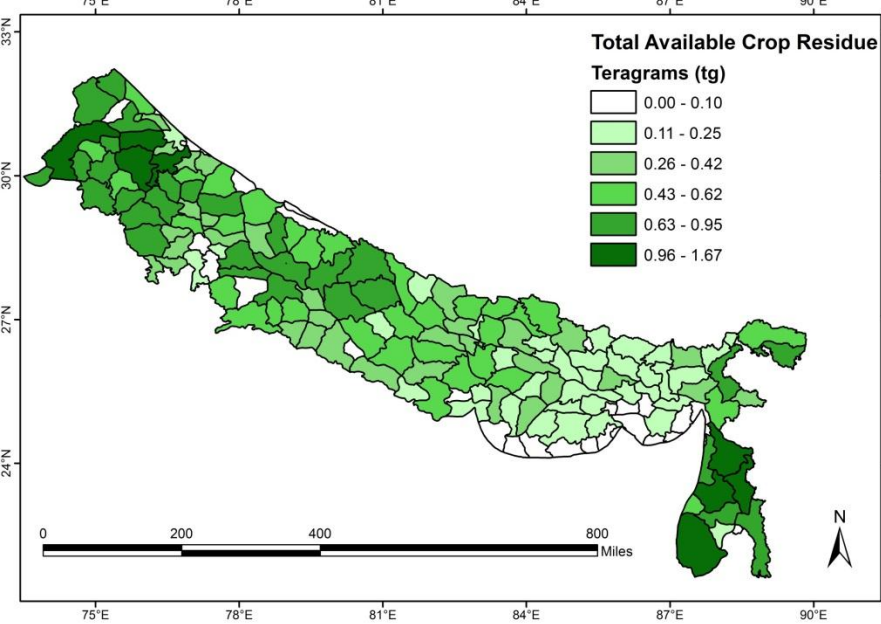 75°E 78°E 81°E 84°E 87°E 90°E
33°N
Total Available Crop Residue
Teragrams (tg)
0.00 - 0.10
0.11 - 0.25
0.26 - 0.42
0.43 - 0.62
0.63 - 0.95
0.96 - 1.67
30°N
27°N
24°N
N
0 200 400 800
Miles
75°E 78°E 81°E 84°E 87°E 90°E